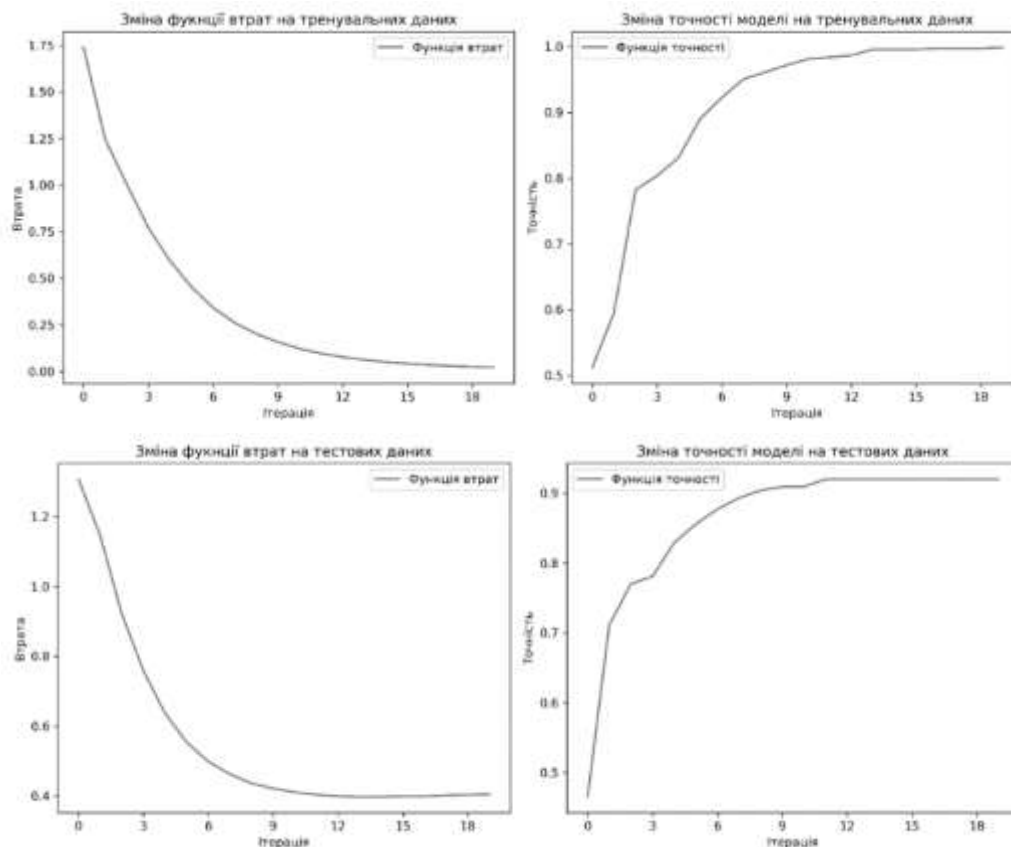 Зміна фукнції втрат на тренувальних даних
Функція втрат
1.75
1.50
1.25
1.00
0.75
0.50
0.25
0.00
Втрата
0 3 6 9 12 15 18
Ітерація
Зміна точності моделі на тренувальних даних
Функція точності
1.0
0.9
0.8
0.7
0.6
0.5
Точність
0 3 6 9 12 15 18
Ітерація
Зміна фукнції втрат на тестових даних
Функція втрат
1.2
1.0
0.8
0.6
0.4
Втрата
0 3 6 9 12 15 18
Ітерація
Зміна точності моделі на тестових даних
Функція точності
0.9
0.8
0.7
0.6
0.5
Точність
0 3 6 9 12 15 18
Ітерація